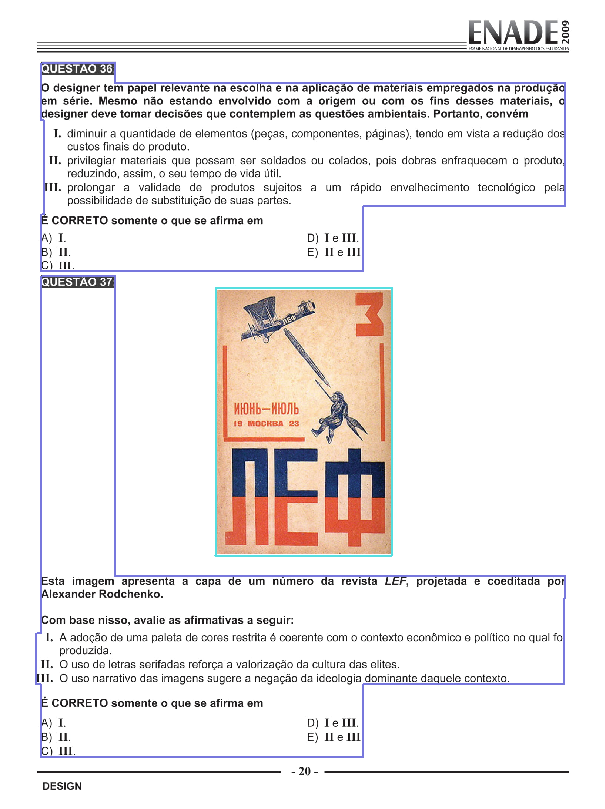 ENADE 2009
EXAME NACIONAL DE DESEMPENHO DOS ESTUDANTES
QUESTÃO 36
O designer tem papel relevante na escolha e na aplicação de materiais empregados na produção
em série. Mesmo não estando envolvido com a origem ou com os fins desses materiais, o
designer deve tomar decisões que contemplem as questões ambientais. Portanto, convém
I. diminuir a quantidade de elementos (peças, componentes, páginas), tendo em vista a redução dos
custos finais do produto.
II. privilegiar materiais que possam ser soldados ou colados, pois dobras enfraquecem o produto,
reduzindo, assim, o seu tempo de vida útil.
III. prolongar a validade de produtos sujeitos a um rápido envelhecimento tecnológico pela
possibilidade de substituição de suas partes.
É CORRETO somente o que se afirma em
A) I.
B) II.
C) III.
D) I e III.
E) II e III
QUESTÃO 37
ЛЕФ
3
ИЮНЬ—ИЮЛЬ
19 МОСКВА 23
ЛЕФ
Esta imagem apresenta a capa de um número da revista LEF, projetada e coeditada por
Alexander Rodchenko.
Com base nisso, avalie as afirmativas a seguir:
I. A adoção de uma paleta de cores restrita é coerente com o contexto econômico e político no qual fo
produzida.
II. O uso de letras serifadas reforça a valorização da cultura das elites.
III. O uso narrativo das imagens sugere a negação da ideologia dominante daquele contexto.
É CORRETO somente o que se afirma em
A) I.
B) II.
C) III.
D) I e III.
E) II e III
- 20 -
DESIGN